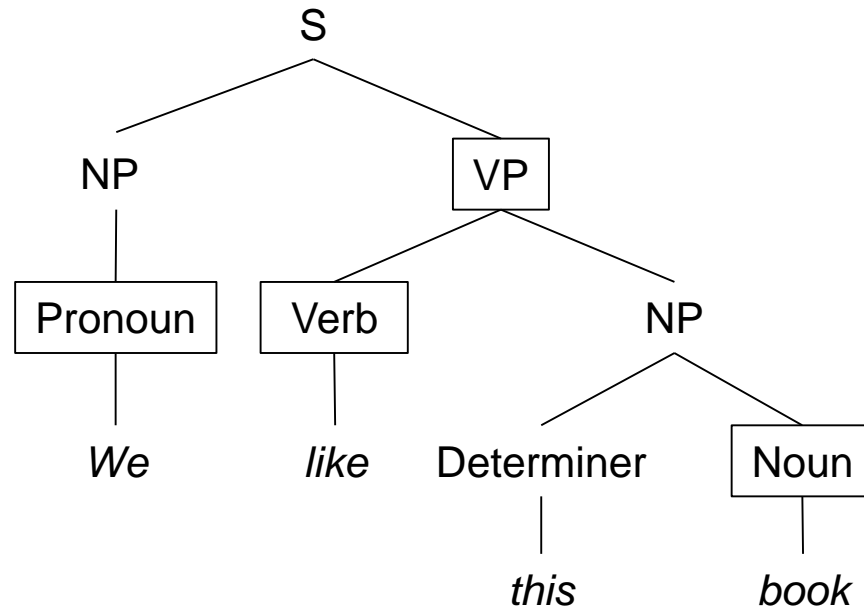 S
NP VP
Pronoun Verb NP
We like Determiner Noun
this book